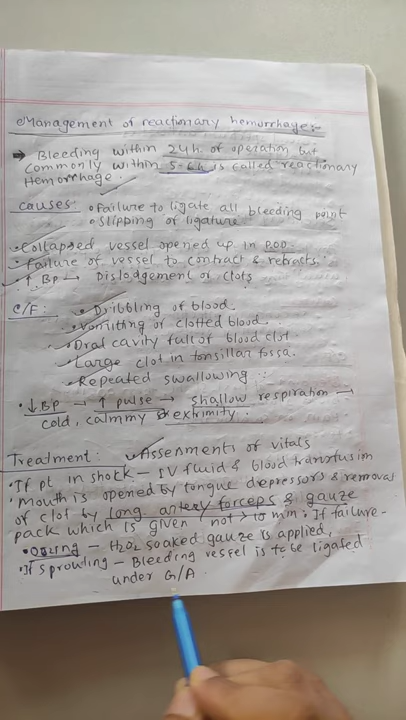 Management of reactionary hemorrhage:-
→ Bleeding within 24 h. of operation but
commonly within 5-6 h is called reactionary
Hemorrhage.
causes: • Failure to ligate all bleeding point
• Slipping of ligature.
• Collapsed vessel opened up in POD.
• Failure of vessel to contract & retracts.
• ↑ BP → Dislodgement of clots
C/F: • Dribbling of blood.
• Vomiting of clotted blood.
• Oral cavity full of blood clot.
• Large clot in tonsillar fossa.
• Repeated swallowing
• ↓BP → ↑ pulse → shallow respiration →
cold, calmmy extrimity.
Treatment: • Assenments of vitals
• If pt in shock - IV fluid & blood transfusion
• mouth is opened by tongue depressors & removal
of clot by long artery forceps & gauze
pack which is given / not > 10 min. If failure -
• Oozing - H2O2 soaked gauze is applied,
• If sprouling - Bleeding vessel is to be ligated
under G/A.